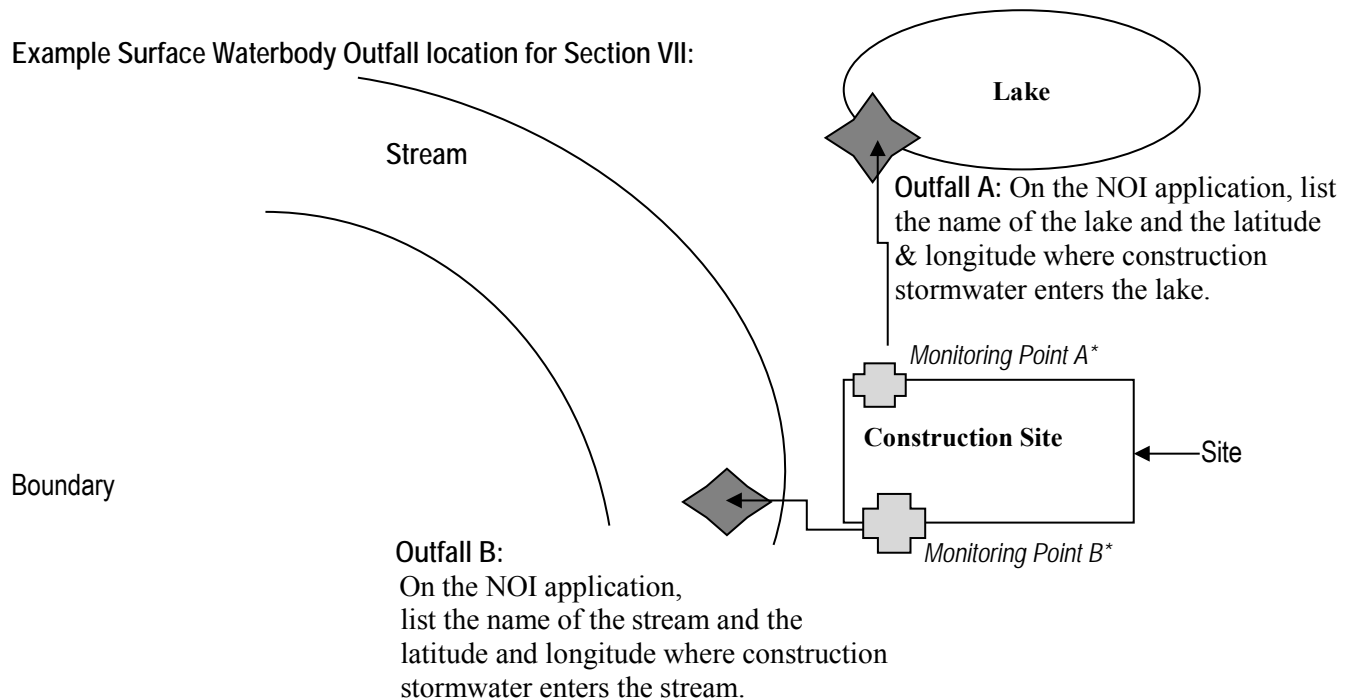 Example Surface Waterbody Outfall location for Section VII:
Lake
Stream
Outfall A: On the NOI application, list
the name of the lake and the latitude
& longitude where construction
stormwater enters the lake.
Monitoring Point A*
Construction Site
Site
Boundary
Monitoring Point B*
Outfall B:
On the NOI application,
list the name of the stream and the
latitude and longitude where construction
stormwater enters the stream.